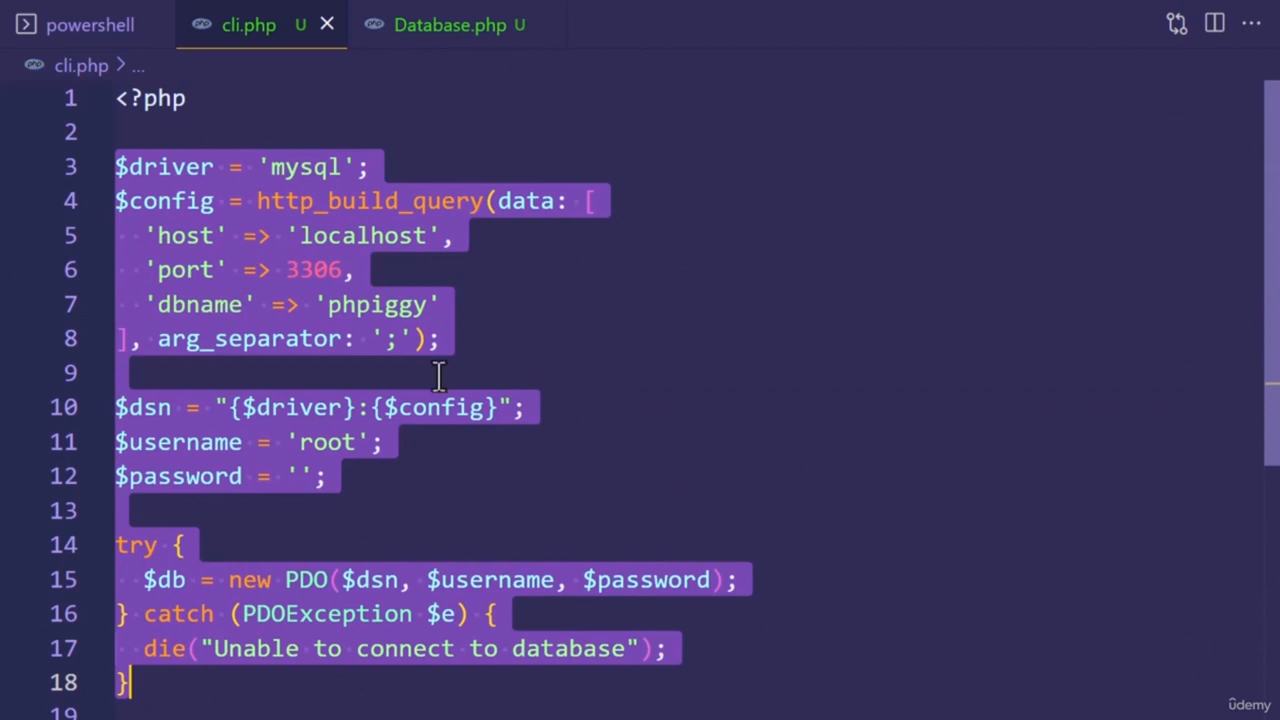 powershell
cli.php U
Database.php U
cli.php > ...
1 <?php
2
3 $driver = 'mysql';
4 $config = http_build_query(data: [
5   'host' => 'localhost',
6   'port' => 3306,
7   'dbname' => 'phpiggy'
8 ], arg_separator: ';');
9
10 $dsn = "{$driver}:{$config}";
11 $username = 'root';
12 $password = '';
13
14 try {
15   $db = new PDO($dsn, $username, $password);
16 } catch (PDOException $e) {
17   die("Unable to connect to database");
18 }
19
ûdemy